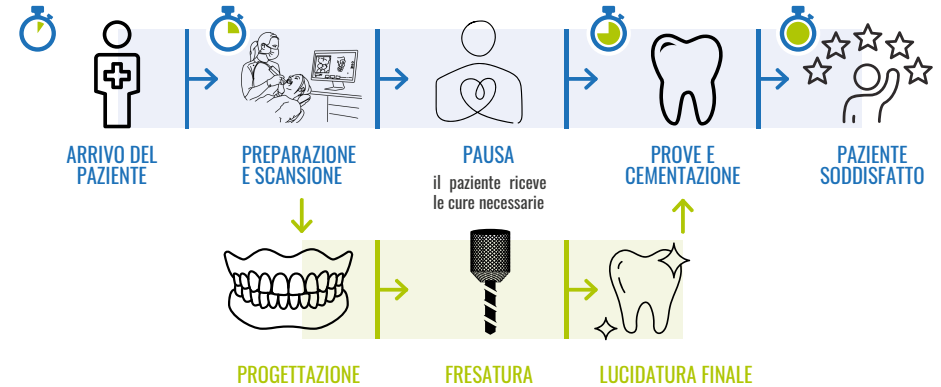 ARRIVO DEL
PAZIENTE
PREPARAZIONE
E SCANSIONE
PAUSA
il paziente riceve
le cure necessarie
PROVE E
CEMENTAZIONE
PAZIENTE
SODDISFATTO
PROGETTAZIONE
FRESATURA
LUCIDATURA FINALE